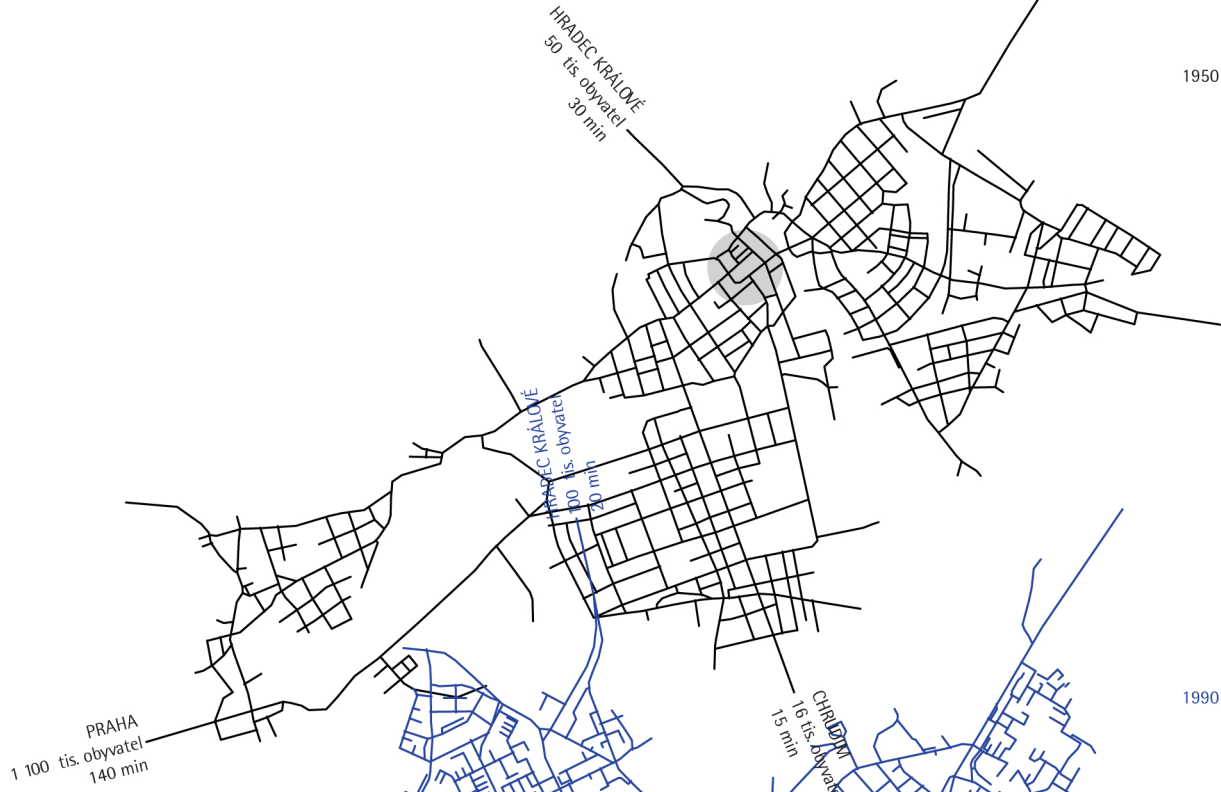 HRADEC KRÁLOVÉ
50 tis. obyvatel
30 min
1950
HRADEC KRÁLOVÉ
100 tis. obyvatel
20 min
PRAHA
1 100 tis. obyvatel
140 min
CHRUDIM
16 tis. obyvate
15 min
1990